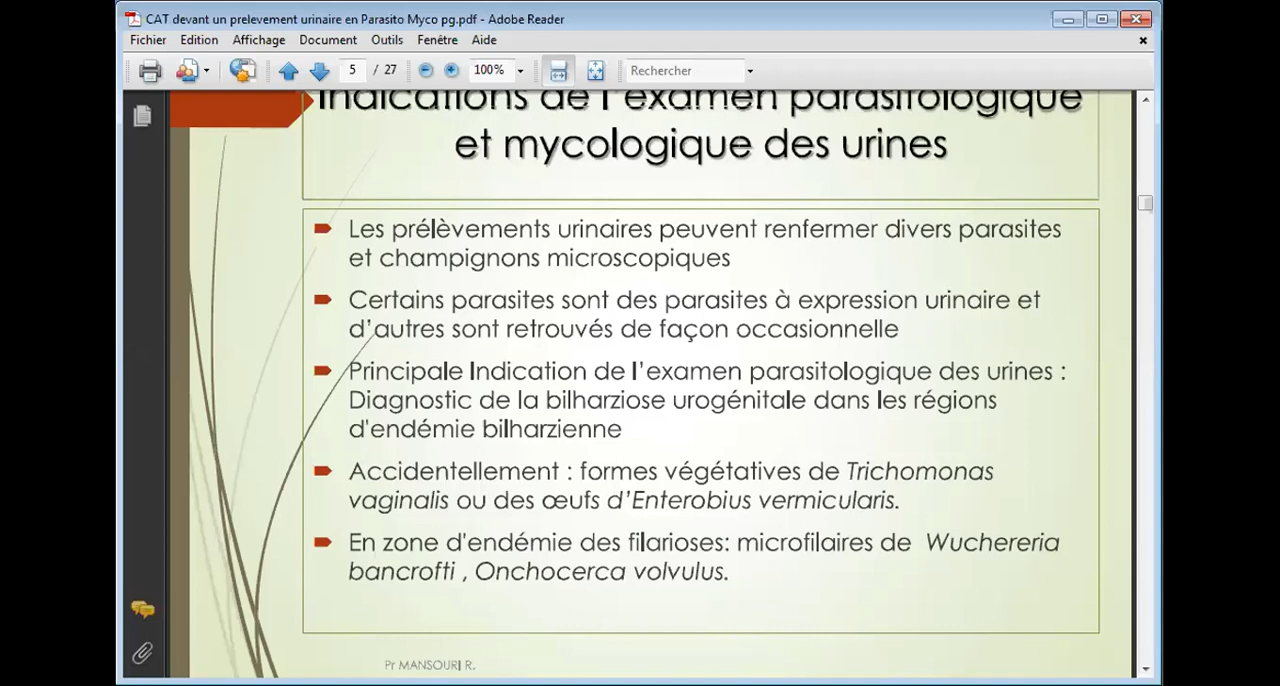 CAT devant un prelevement urinaire en Parasito Myco pg.pdf - Adobe Reader
Fichier Edition Affichage Document Outils Fenêtre Aide
5 / 27 100% Rechercher
Indications de l'examen parasitologique
et mycologique des urines
Les prélèvements urinaires peuvent renfermer divers parasites
et champignons microscopiques
Certains parasites sont des parasites à expression urinaire et
d'autres sont retrouvés de façon occasionnelle
Principale Indication de l'examen parasitologique des urines :
Diagnostic de la bilharziose urogénitale dans les régions
d'endémie bilharzienne
Accidentellement : formes végétatives de Trichomonas
vaginalis ou des œufs d'Enterobius vermicularis.
En zone d'endémie des filarioses: microfilaires de Wuchereria
bancrofti , Onchocerca volvulus.
Pr MANSOURI R.